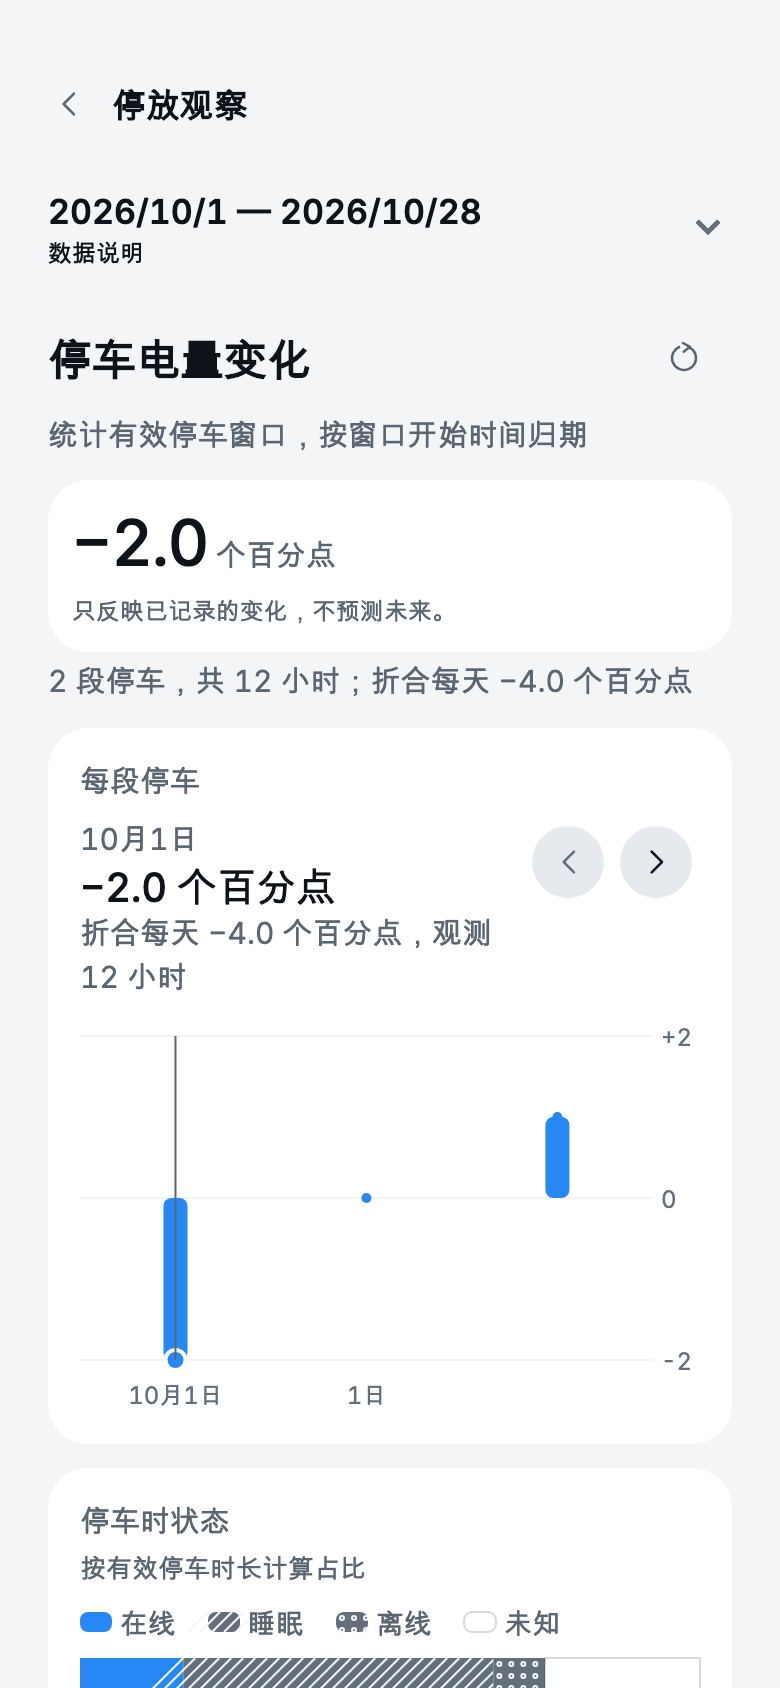 停放观察
2026/10/1 — 2026/10/28
数据说明
停车电量变化
统计有效停车窗口，按窗口开始时间归期
−2.0 个百分点
只反映已记录的变化，不预测未来。
2 段停车，共 12 小时；折合每天 −4.0 个百分点
每段停车
10月1日
−2.0 个百分点
折合每天 −4.0 个百分点，观测
12 小时
+2
0
-2
10月1日 1日
停车时状态
按有效停车时长计算占比
在线 睡眠 离线 未知